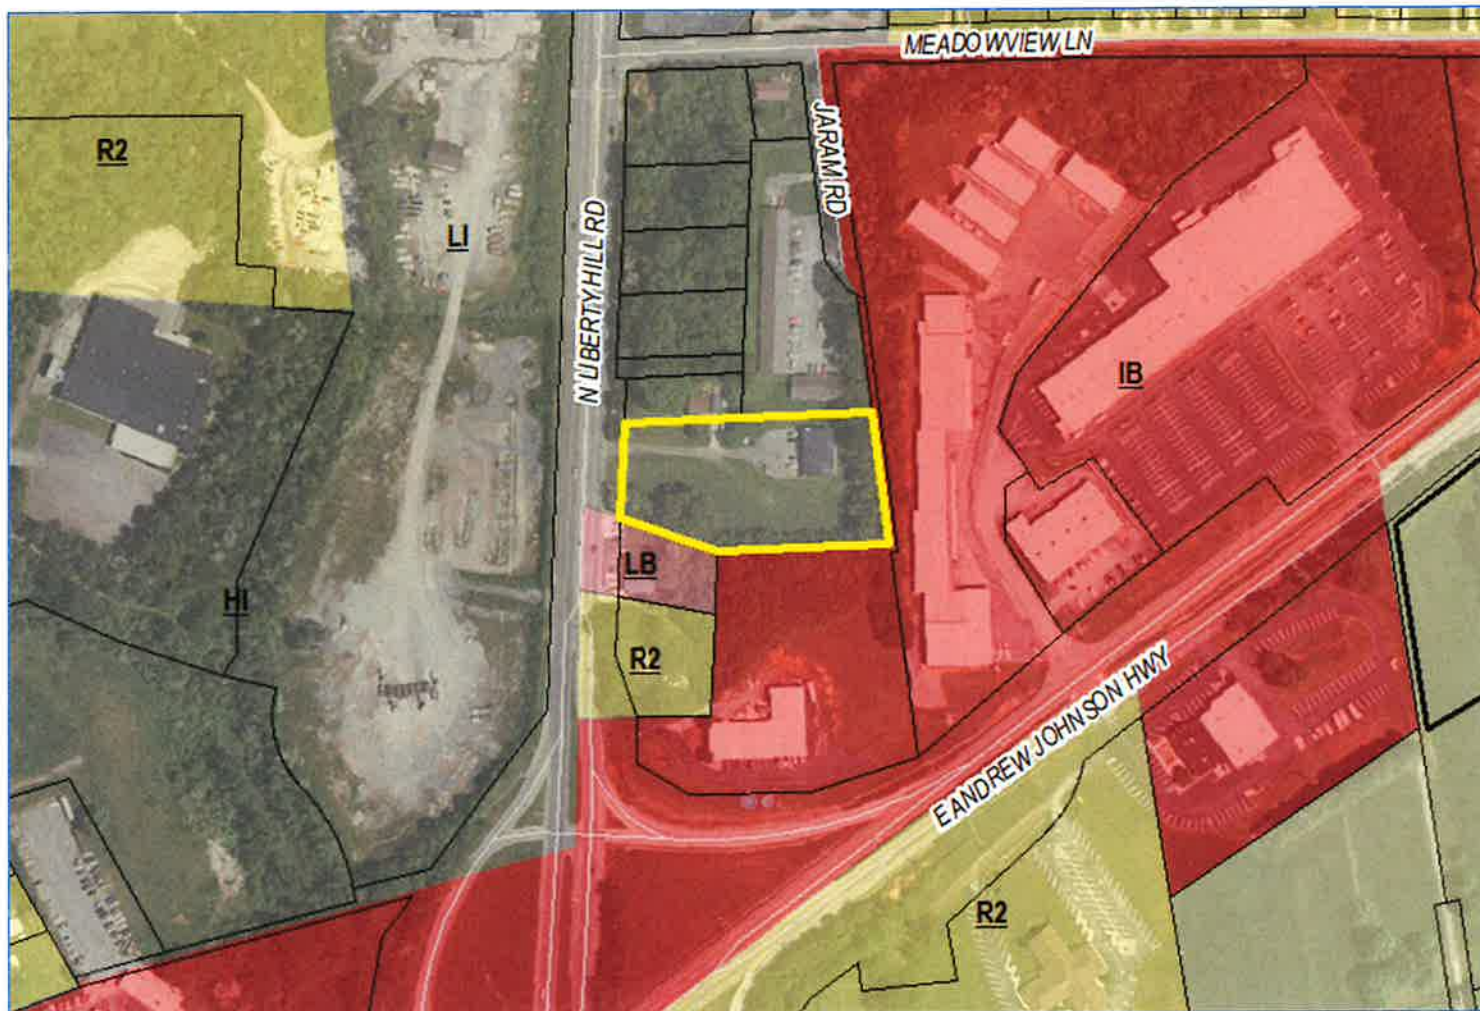 MEADOWVIEW LN
JARAM RD
R2
LI
N LIBERTY HILL RD
IB
LB
HI
R2
E ANDREW JOHNSON HWY
R2